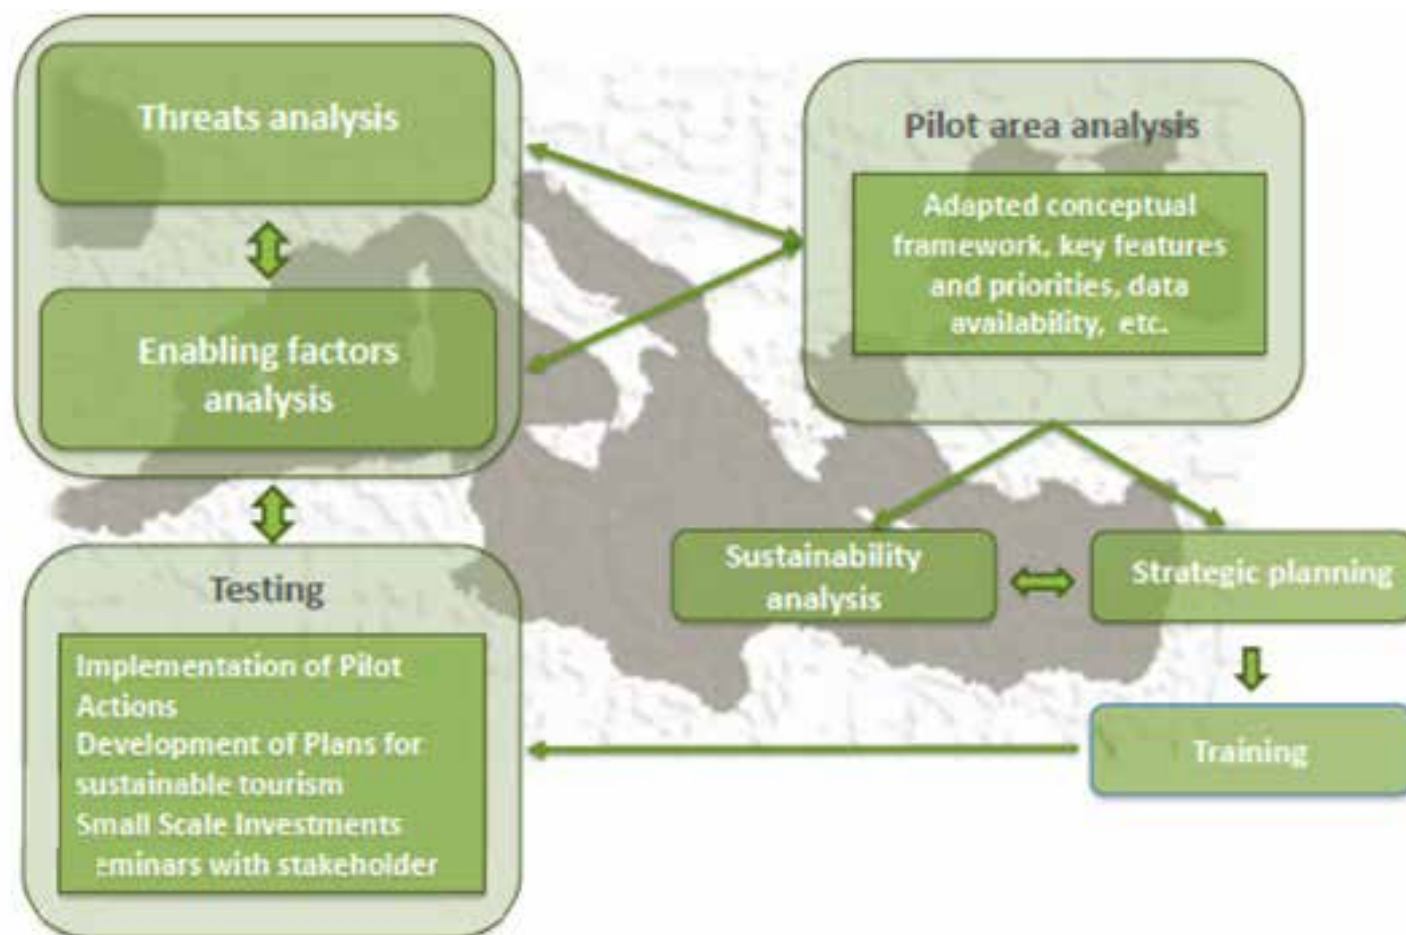 Threats analysis
Enabling factors
analysis
Pilot area analysis
Adapted conceptual
framework, key features
and priorities, data
availability, etc.
Sustainability
analysis
Strategic planning
Training
Testing
Implementation of Pilot
Actions
Development of Plans for
sustainable tourism
Small Scale Investments
eminars with stakeholder